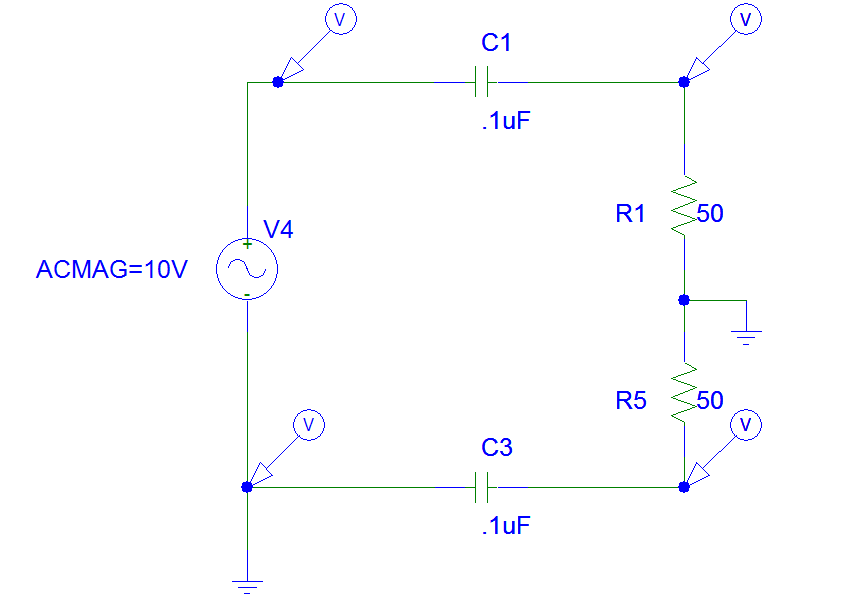 V
V
C1
.1uF
V4
+
ACMAG=10V
-
R1
50
R5
50
V
V
C3
.1uF